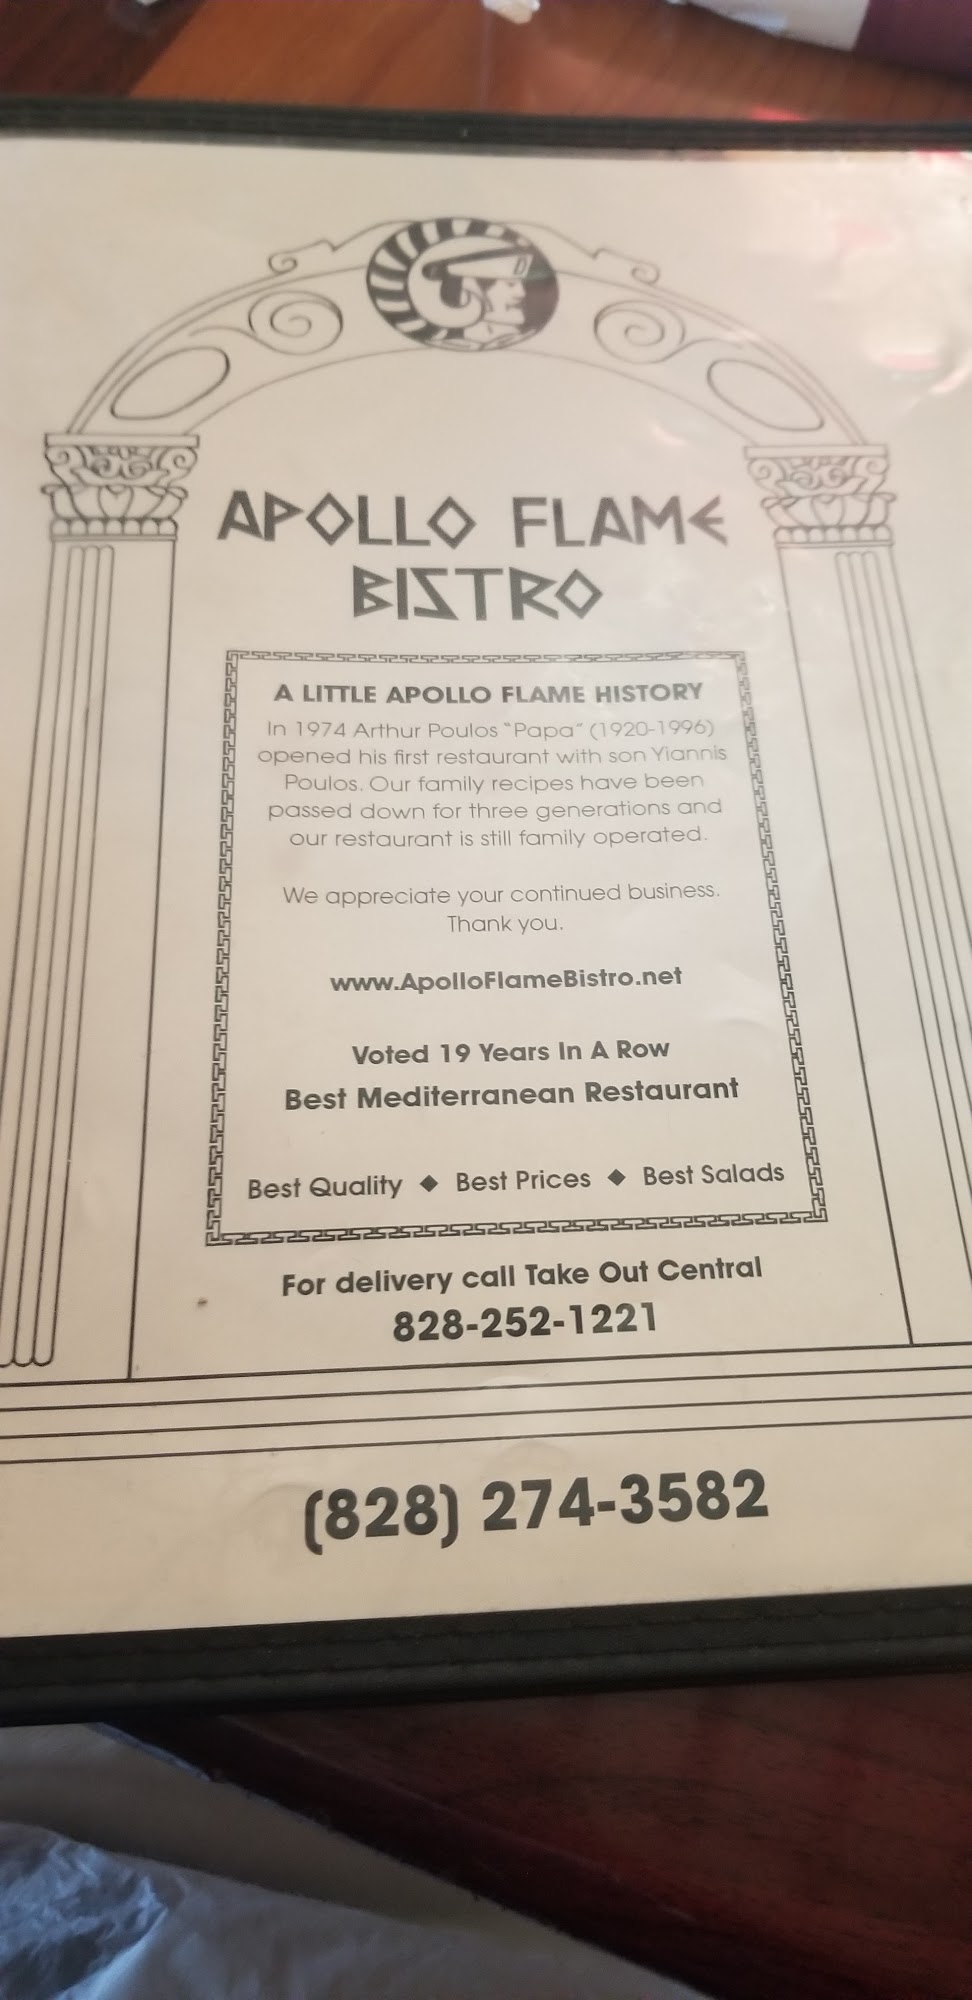 APOLLO FLAME
BISTRO
A LITTLE APOLLO FLAME HISTORY
In 1974 Arthur Poulos "Papa" (1920-1996)
opened his first restaurant with son Yiannis
Poulos. Our family recipes have been
passed down for three generations and
our restaurant is still family operated.
We appreciate your continued business.
Thank you.
www.ApolloFlameBistro.net
Voted 19 Years In A Row
Best Mediterranean Restaurant
Best Quality ◆ Best Prices ◆ Best Salads
For delivery call Take Out Central
828-252-1221
(828) 274-3582